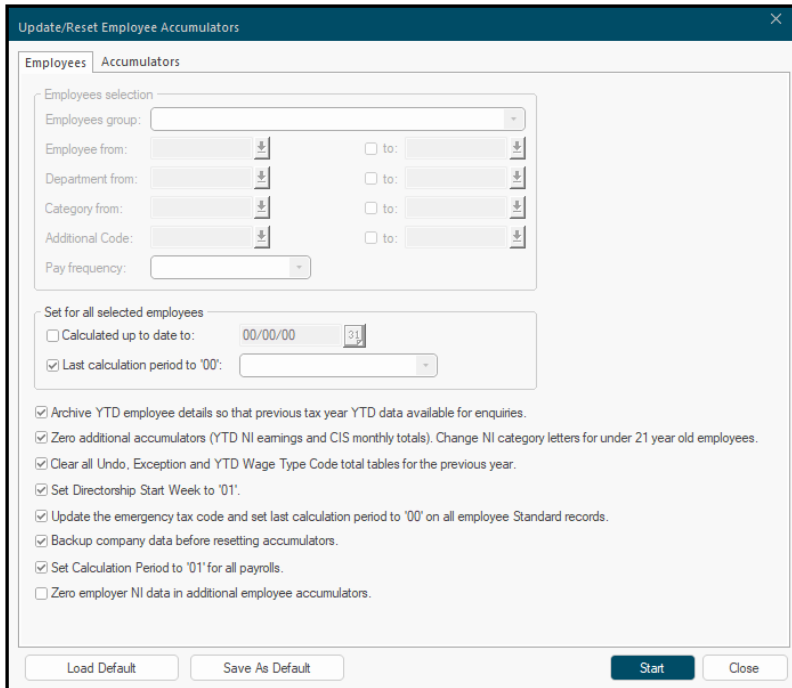 Update/Reset Employee Accumulators
Employees Accumulators
Employees selection
Employees group:
Employee from: to:
Department from: to:
Category from: to:
Additional Code: to:
Pay frequency:
Set for all selected employees
Calculated up to date to: 00/00/00 31
Last calculation period to '00':
Archive YTD employee details so that previous tax year YTD data available for enquiries.
Zero additional accumulators (YTD NI earnings and CIS monthly totals). Change NI category letters for under 21 year old employees.
Clear all Undo, Exception and YTD Wage Type Code total tables for the previous year.
Set Directorship Start Week to '01'.
Update the emergency tax code and set last calculation period to '00' on all employee Standard records.
Backup company data before resetting accumulators.
Set Calculation Period to '01' for all payrolls.
Zero employer NI data in additional employee accumulators.
Load Default Save As Default Start Close